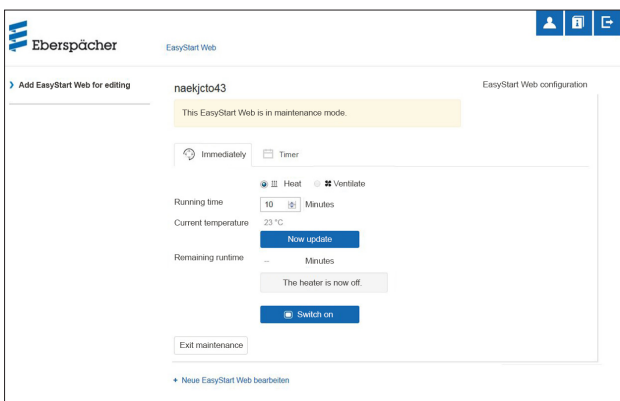 Eberspächer
EasyStart Web
Add EasyStart Web for editing
naekjcto43
EasyStart Web configuration
This EasyStart Web is in maintenance mode.
Immediately
Timer
Heat
Ventilate
Running time
10
Minutes
Current temperature
23 °C
Now update
Remaining runtime
-- Minutes
The heater is now off.
Switch on
Exit maintenance
+ Neue EasyStart Web bearbeiten